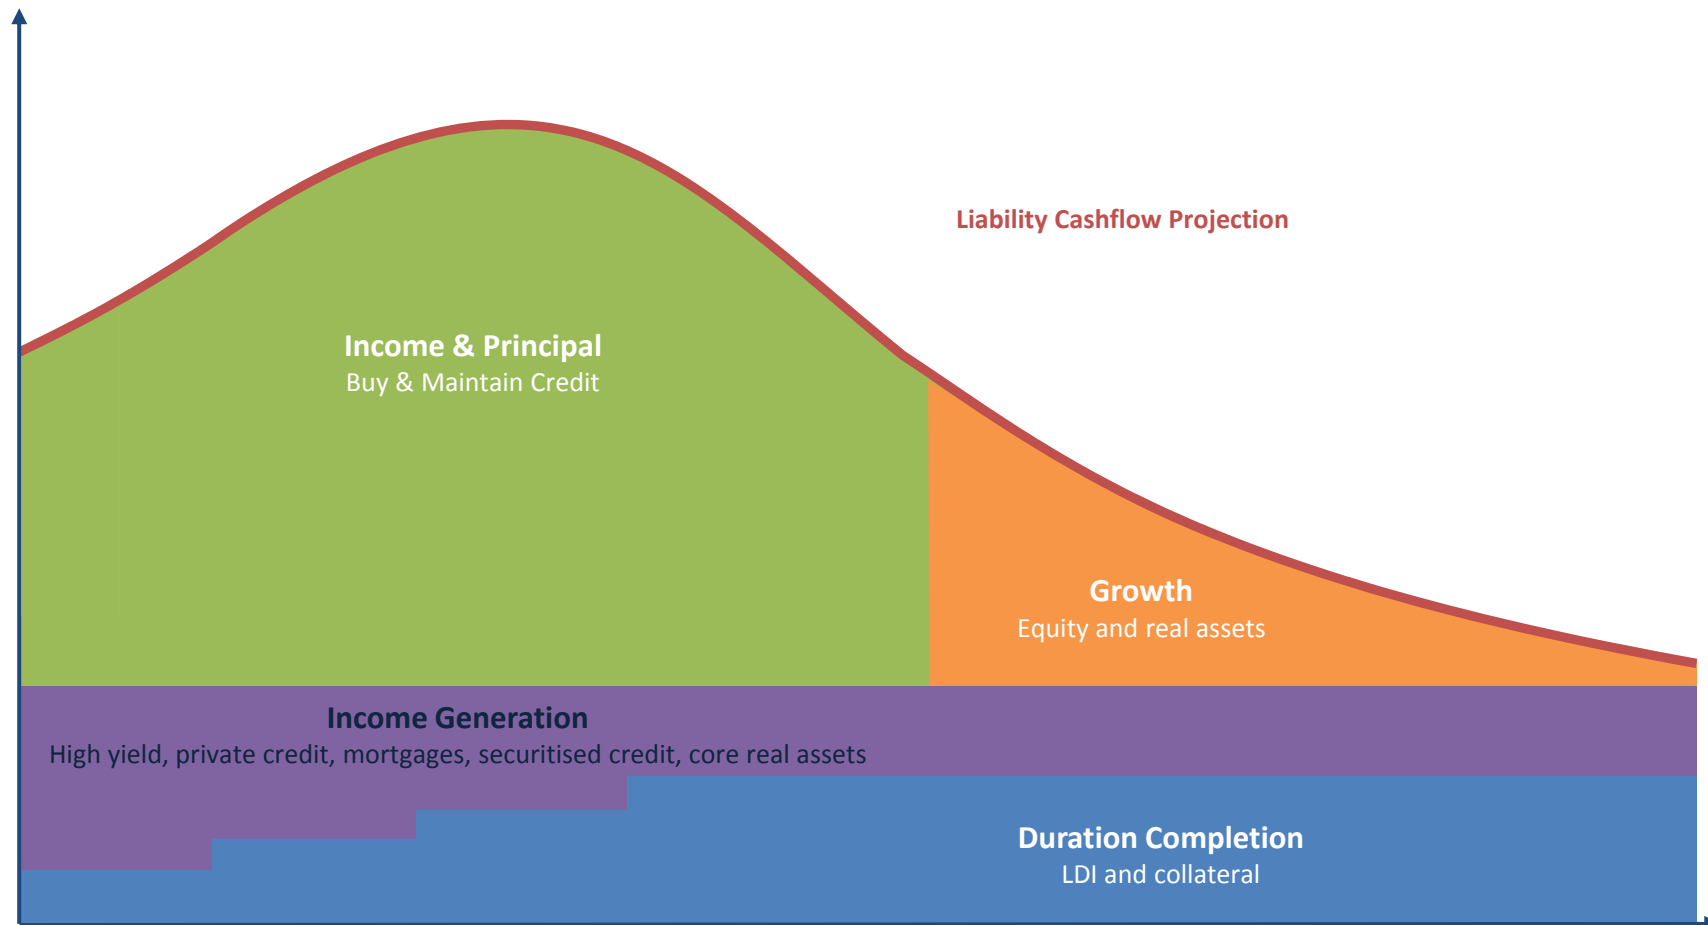 Liability Cashflow Projection
Income & Principal
Buy & Maintain Credit
Growth
Equity and real assets
Income Generation
High yield, private credit, mortgages, securitised credit, core real assets
Duration Completion
LDI and collateral